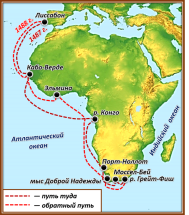 Лиссабон
1488 г.
1487 г.
Кабо-Верде
Эльмина
р. Конго
Атлантический
океан
Индийский океан
Порт-Ноллот
Моссел-Бей
мыс Доброй Надежды
р. Грейт-Фиш
— путь туда
— обратный путь